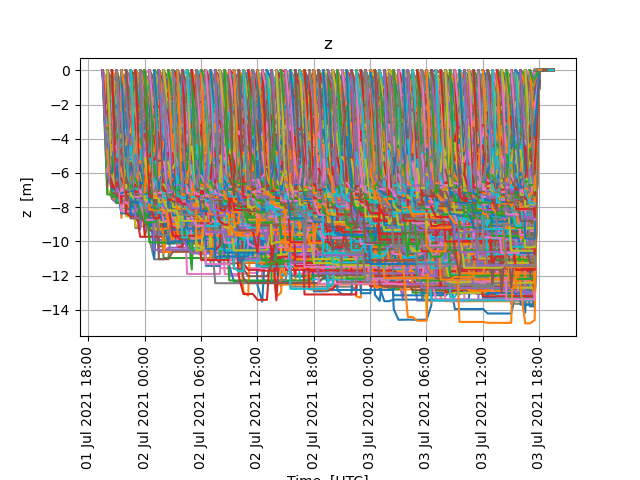 z
0
−2
−4
−6
−8
−10
−12
−14
z [m]
01 Jul 2021 18:00
02 Jul 2021 00:00
02 Jul 2021 06:00
02 Jul 2021 12:00
02 Jul 2021 18:00
03 Jul 2021 00:00
03 Jul 2021 06:00
03 Jul 2021 12:00
03 Jul 2021 18:00
Time [UTC]